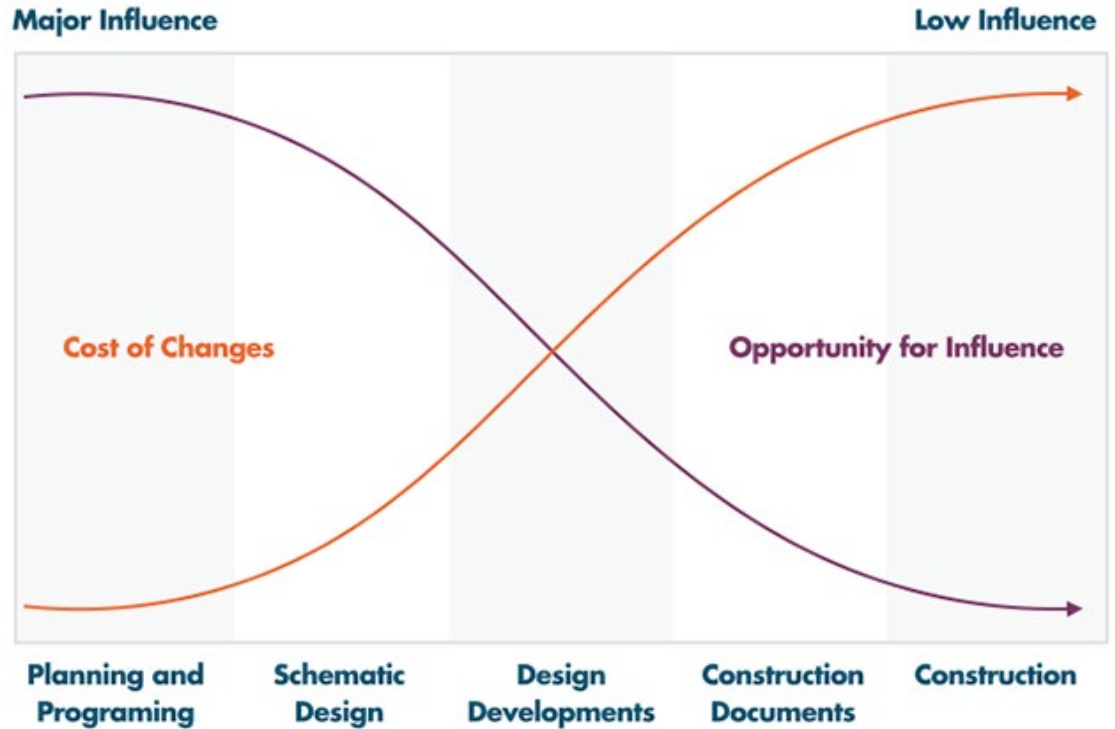 Major Influence
Low Influence
Cost of Changes
Opportunity for Influence
Planning and
Programing
Schematic
Design
Design
Developments
Construction
Documents
Construction